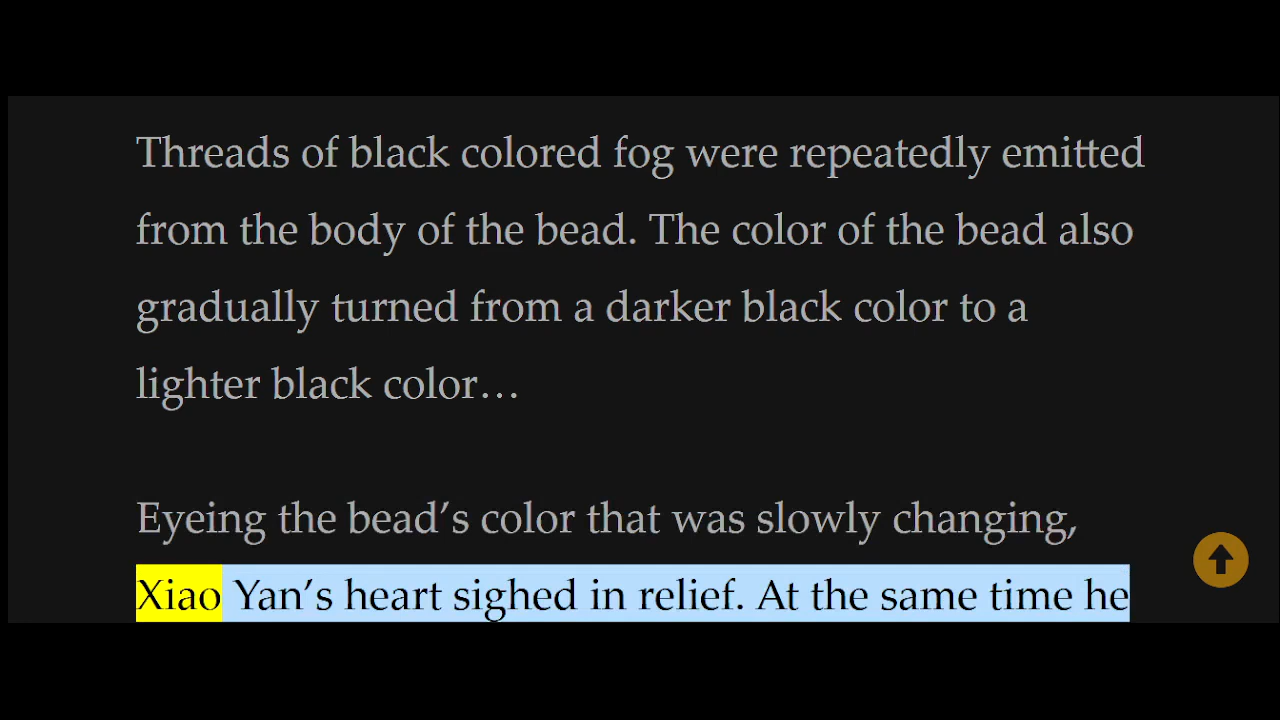 Threads of black colored fog were repeatedly emitted
from the body of the bead. The color of the bead also
gradually turned from a darker black color to a
lighter black color…
Eyeing the bead’s color that was slowly changing,
Xiao Yan’s heart sighed in relief. At the same time he